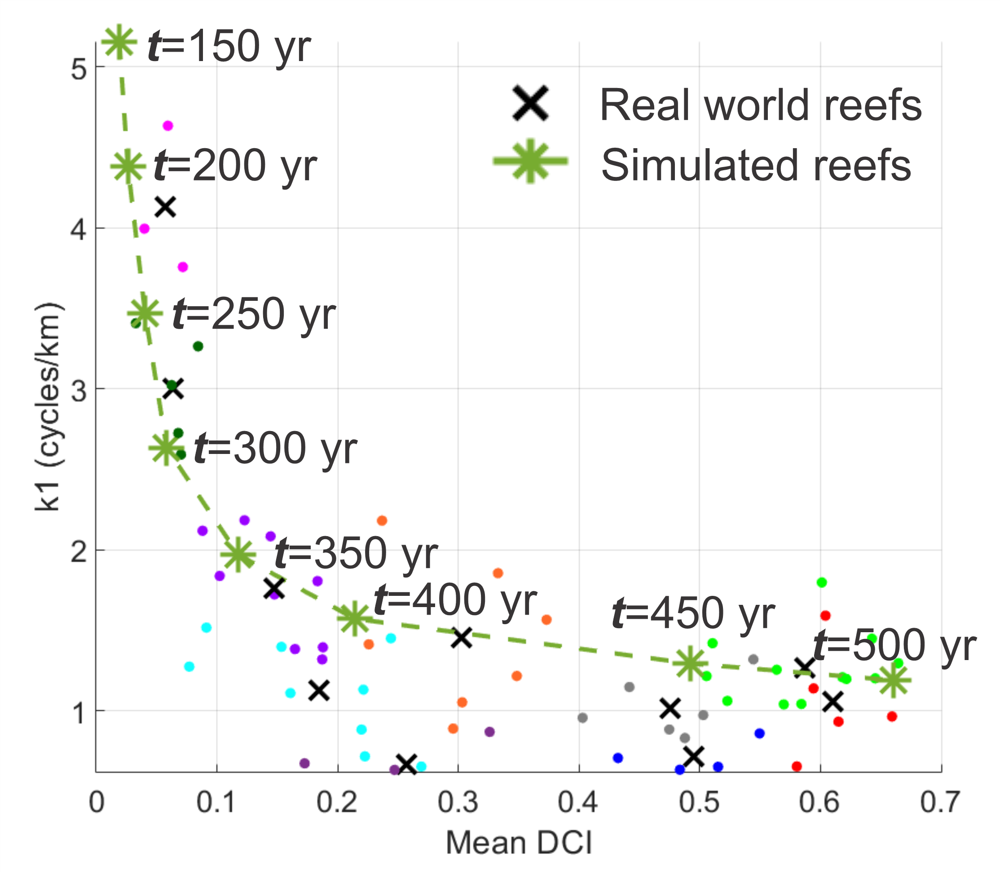 t=150 yr
5
Real world reefs
t=200 yr
Simulated reefs
4
t=250 yr
k1 (cycles/km)
3
t=300 yr
2
t=350 yr
t=400 yr
t=450 yr
t=500 yr
1
0 0.1 0.2 0.3 0.4 0.5 0.6 0.7
Mean DCI